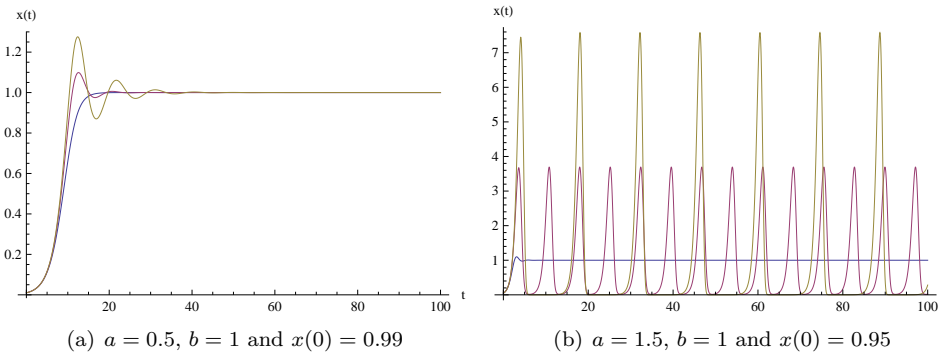 x(t)
1.2
1.0
0.8
0.6
0.4
0.2
20 40 60 80 100 t
(a) a = 0.5, b = 1 and x(0) = 0.99
x(t)
7
6
5
4
3
2
1
20 40 60 80 100
(b) a = 1.5, b = 1 and x(0) = 0.95